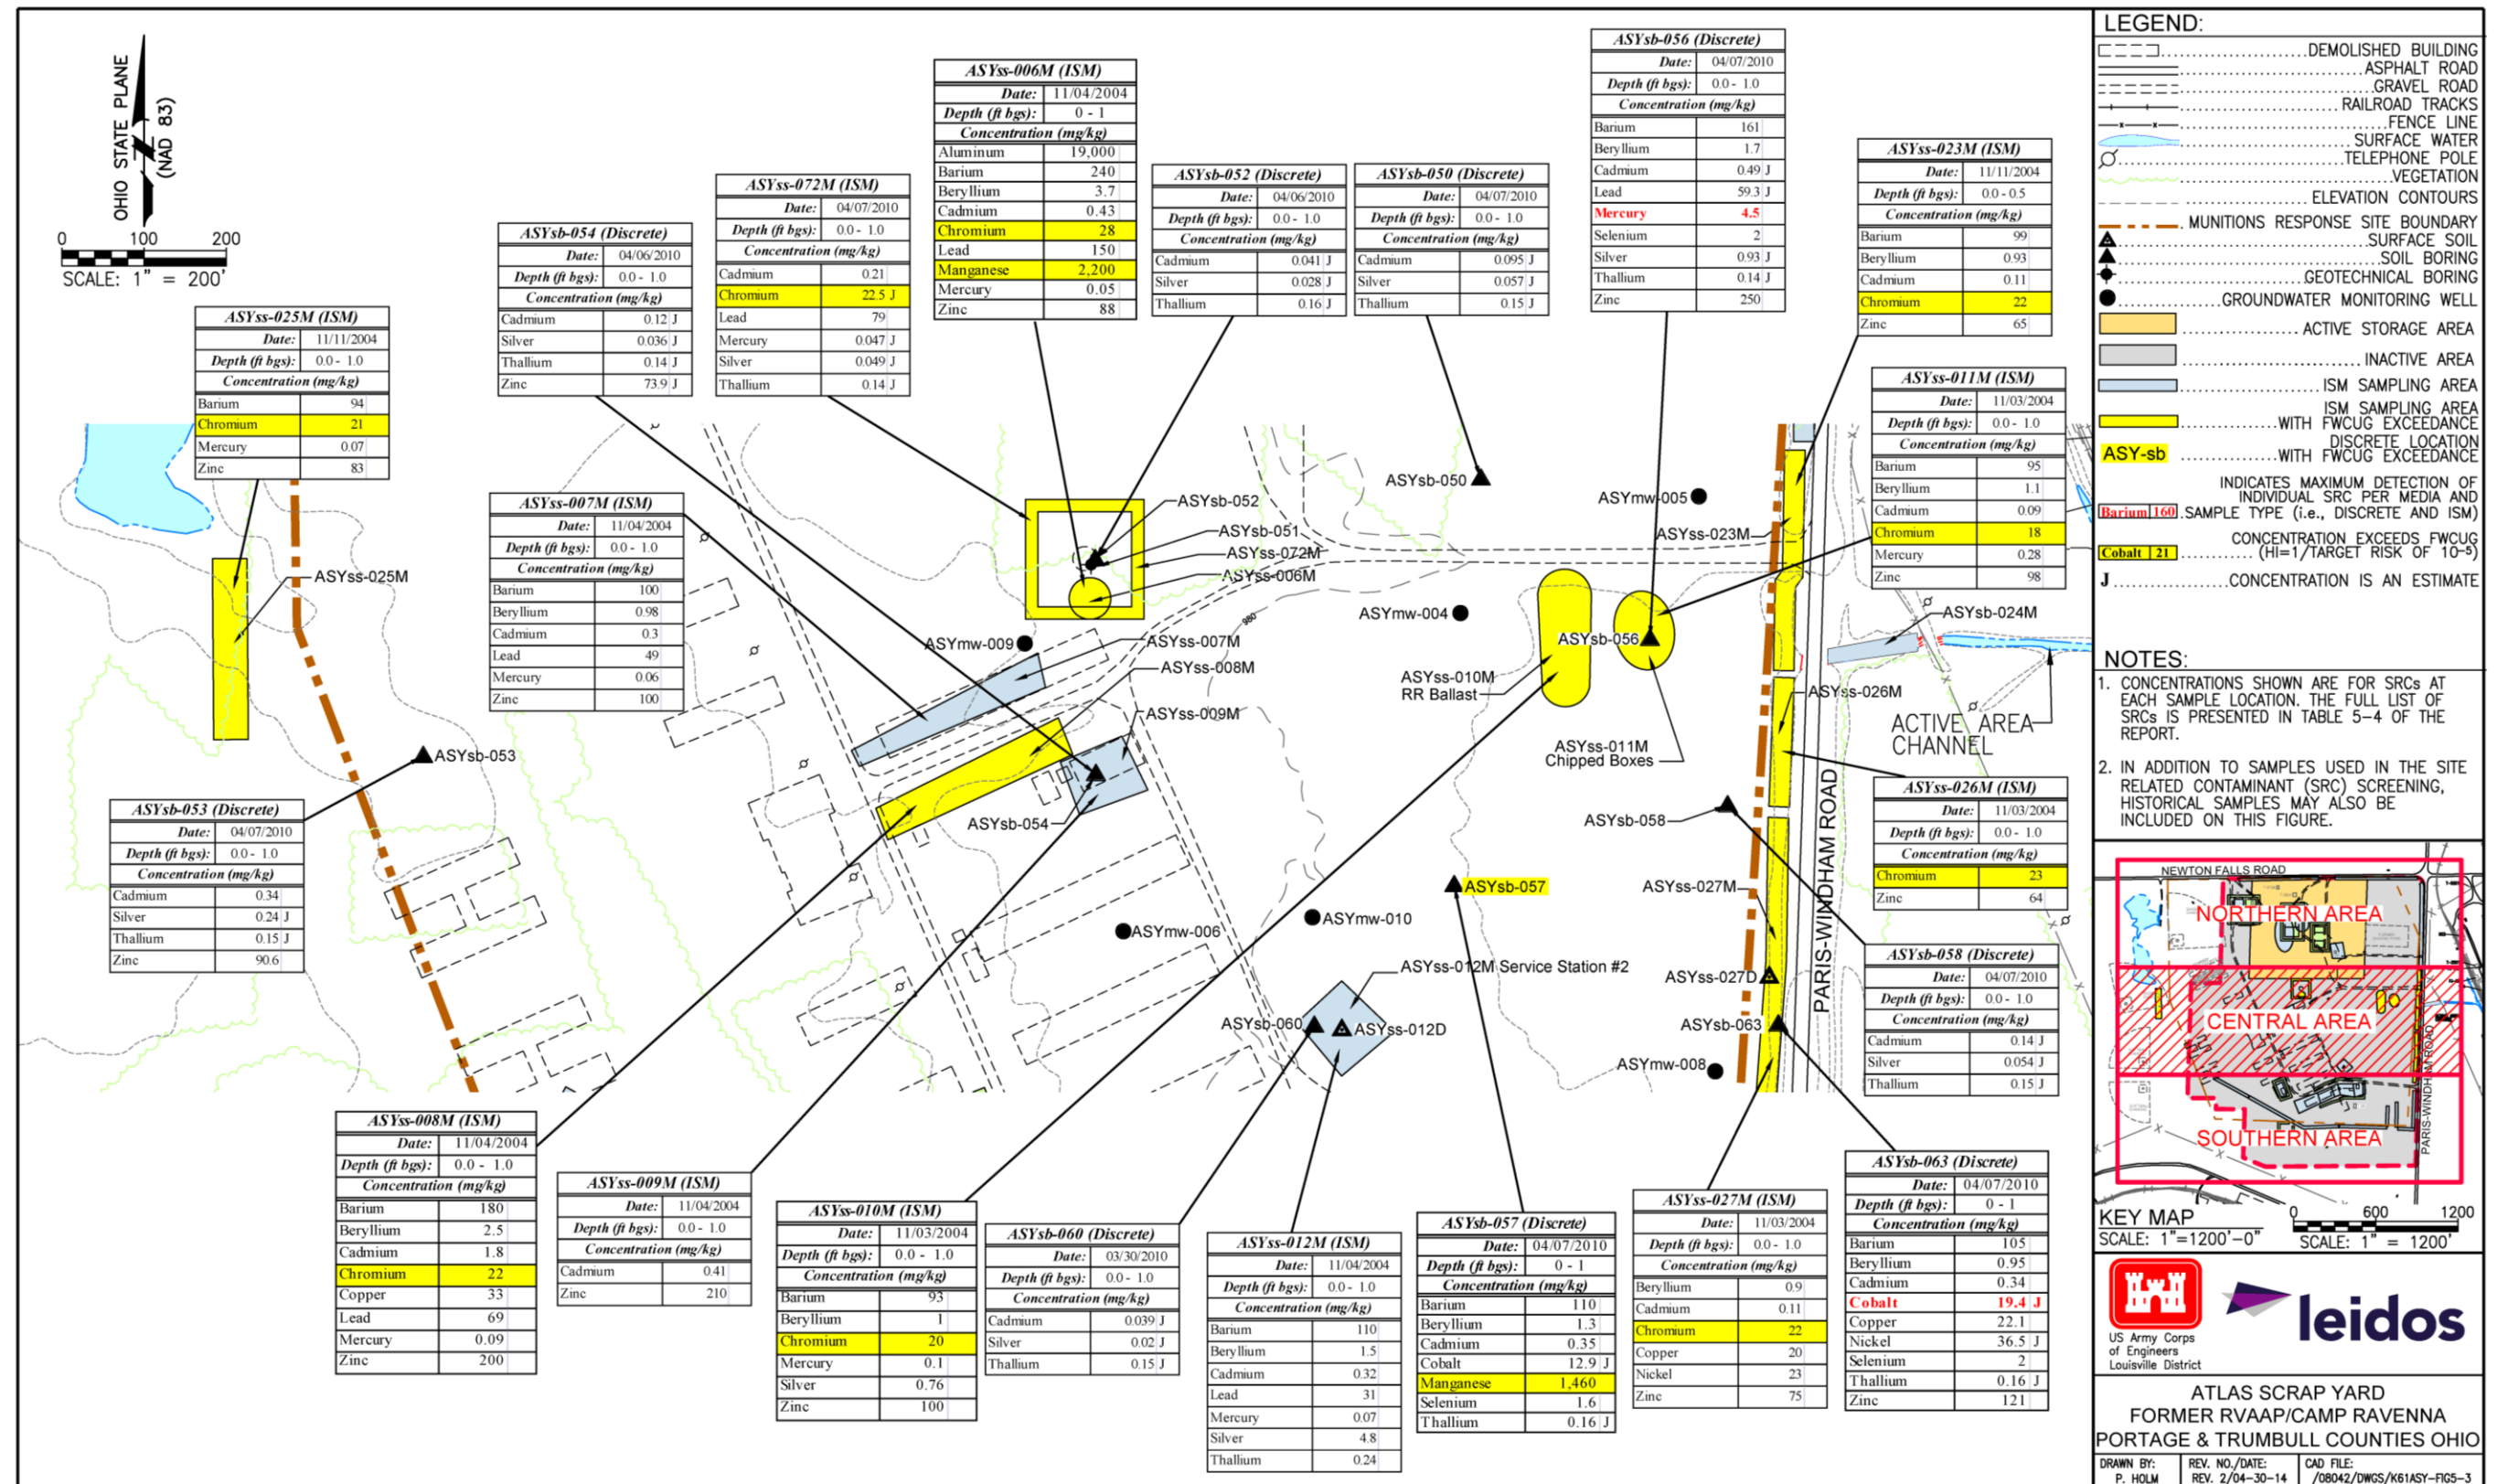 OHIO STATE PLANE
(NAD 83)
0 100 200
SCALE: 1" = 200'
ASYss-025M (ISM)
Date: 11/11/2004
Depth (ft bgs): 0.0 - 1.0
Concentration (mg/kg)
Barium 94
Chromium 21
Mercury 0.07
Zinc 83
ASYsb-054 (Discrete)
Date: 04/06/2010
Depth (ft bgs): 0.0 - 1.0
Concentration (mg/kg)
Cadmium 0.12 J
Silver 0.036 J
Thallium 0.14 J
Zinc 73.9 J
ASYss-072M (ISM)
Date: 04/07/2010
Depth (ft bgs): 0.0 - 1.0
Concentration (mg/kg)
Cadmium 0.21
Chromium 22.5 J
Lead 79
Mercury 0.047 J
Silver 0.049 J
Thallium 0.14 J
ASYss-006M (ISM)
Date: 11/04/2004
Depth (ft bgs): 0 - 1
Concentration (mg/kg)
Aluminum 19,000
Barium 240
Beryllium 3.7
Cadmium 0.43
Chromium 28
Lead 150
Manganese 2,200
Mercury 0.05
Zinc 88
ASYsb-052 (Discrete)
Date: 04/06/2010
Depth (ft bgs): 0.0 - 1.0
Concentration (mg/kg)
Cadmium 0.041 J
Silver 0.028 J
Thallium 0.16 J
ASYsb-050 (Discrete)
Date: 04/07/2010
Depth (ft bgs): 0.0 - 1.0
Concentration (mg/kg)
Cadmium 0.095 J
Silver 0.057 J
Thallium 0.15 J
ASYsb-056 (Discrete)
Date: 04/07/2010
Depth (ft bgs): 0.0 - 1.0
Concentration (mg/kg)
Barium 161
Beryllium 1.7
Cadmium 0.49 J
Lead 59.3 J
Mercury 4.5
Selenium 2
Silver 0.93 J
Thallium 0.14 J
Zinc 250
ASYss-023M (ISM)
Date: 11/11/2004
Depth (ft bgs): 0.0 - 0.5
Concentration (mg/kg)
Barium 99
Beryllium 0.93
Cadmium 0.11
Chromium 22
Zinc 65
ASYss-011M (ISM)
Date: 11/03/2004
Depth (ft bgs): 0.0 - 1.0
Concentration (mg/kg)
Barium 95
Beryllium 1.1
Cadmium 0.09
Chromium 18
Mercury 0.28
Zinc 98
ASYss-007M (ISM)
Date: 11/04/2004
Depth (ft bgs): 0.0 - 1.0
Concentration (mg/kg)
Barium 100
Beryllium 0.98
Cadmium 0.3
Lead 49
Mercury 0.06
Zinc 100
ASYsb-053 (Discrete)
Date: 04/07/2010
Depth (ft bgs): 0.0 - 1.0
Concentration (mg/kg)
Cadmium 0.34
Silver 0.24 J
Thallium 0.15 J
Zinc 90.6
ASYss-025M
ASYsb-053
ASYsb-052
ASYsb-051
ASYss-072M
ASYss-006M
980
ASYmw-009
ASYss-007M
ASYss-008M
ASYss-009M
ASYsb-054
ASYmw-006
ASYsb-050
ASYmw-005
ASYss-023M
ASYmw-004
ASYsb-056
ASYss-010M
RR Ballast
ASYss-011M
Chipped Boxes
ASYsb-024M
ASYss-026M
ACTIVE AREA
CHANNEL
ASYsb-058
PARIS-WINDHAM ROAD
ASYsb-057
ASYss-027M
ASYmw-010
ASYss-012M Service Station #2
ASYss-027D
ASYsb-060
ASYss-012D
ASYsb-063
ASYmw-008
ASYss-026M (ISM)
Date: 11/03/2004
Depth (ft bgs): 0.0 - 1.0
Concentration (mg/kg)
Chromium 23
Zinc 64
ASYsb-058 (Discrete)
Date: 04/07/2010
Depth (ft bgs): 0.0 - 1.0
Concentration (mg/kg)
Cadmium 0.14 J
Silver 0.054 J
Thallium 0.15 J
ASYss-008M (ISM)
Date: 11/04/2004
Depth (ft bgs): 0.0 - 1.0
Concentration (mg/kg)
Barium 180
Beryllium 2.5
Cadmium 1.8
Chromium 22
Copper 33
Lead 69
Mercury 0.09
Zinc 200
ASYss-009M (ISM)
Date: 11/04/2004
Depth (ft bgs): 0.0 - 1.0
Concentration (mg/kg)
Cadmium 0.41
Zinc 210
ASYss-010M (ISM)
Date: 11/03/2004
Depth (ft bgs): 0.0 - 1.0
Concentration (mg/kg)
Barium 93
Beryllium 1
Chromium 20
Mercury 0.1
Silver 0.76
Zinc 100
ASYsb-060 (Discrete)
Date: 03/30/2010
Depth (ft bgs): 0.0 - 1.0
Concentration (mg/kg)
Cadmium 0.039 J
Silver 0.02 J
Thallium 0.15 J
ASYss-012M (ISM)
Date: 11/04/2004
Depth (ft bgs): 0.0 - 1.0
Concentration (mg/kg)
Barium 110
Beryllium 1.5
Cadmium 0.32
Lead 31
Mercury 0.07
Silver 4.8
Thallium 0.24
ASYsb-057 (Discrete)
Date: 04/07/2010
Depth (ft bgs): 0 - 1
Concentration (mg/kg)
Barium 110
Beryllium 1.3
Cadmium 0.35
Cobalt 12.9 J
Manganese 1,460
Selenium 1.6
Thallium 0.16 J
ASYss-027M (ISM)
Date: 11/03/2004
Depth (ft bgs): 0.0 - 1.0
Concentration (mg/kg)
Beryllium 0.9
Cadmium 0.11
Chromium 22
Copper 20
Nickel 23
Zinc 75
ASYsb-063 (Discrete)
Date: 04/07/2010
Depth (ft bgs): 0 - 1
Concentration (mg/kg)
Barium 105
Beryllium 0.95
Cadmium 0.34
Cobalt 19.4 J
Copper 22.1
Nickel 36.5 J
Selenium 2
Thallium 0.16 J
Zinc 121
LEGEND:
DEMOLISHED BUILDING
ASPHALT ROAD
GRAVEL ROAD
RAILROAD TRACKS
FENCE LINE
SURFACE WATER
TELEPHONE POLE
VEGETATION
ELEVATION CONTOURS
MUNITIONS RESPONSE SITE BOUNDARY
SURFACE SOIL
SOIL BORING
GEOTECHNICAL BORING
GROUNDWATER MONITORING WELL
ACTIVE STORAGE AREA
INACTIVE AREA
ISM SAMPLING AREA
ISM SAMPLING AREA
WITH FWCUG EXCEEDANCE
DISCRETE LOCATION
ASY-sb WITH FWCUG EXCEEDANCE
INDICATES MAXIMUM DETECTION OF
INDIVIDUAL SRC PER MEDIA AND
Barium 160 SAMPLE TYPE (i.e., DISCRETE AND ISM)
CONCENTRATION EXCEEDS FWCUG
Cobalt 21 (HI=1/TARGET RISK OF 10-5)
J CONCENTRATION IS AN ESTIMATE
NOTES:
1. CONCENTRATIONS SHOWN ARE FOR SRCs AT
EACH SAMPLE LOCATION. THE FULL LIST OF
SRCs IS PRESENTED IN TABLE 5-4 OF THE
REPORT.
2. IN ADDITION TO SAMPLES USED IN THE SITE
RELATED CONTAMINANT (SRC) SCREENING,
HISTORICAL SAMPLES MAY ALSO BE
INCLUDED ON THIS FIGURE.
NEWTON FALLS ROAD
NORTHERN AREA
CENTRAL AREA
SOUTHERN AREA
PARIS-WINDHAM ROAD
PARIS-WINDHAM ROAD
KEY MAP
SCALE: 1"=1200'-0"
0 600 1200
SCALE: 1" = 1200'
US Army Corps
of Engineers
Louisville District
leidos
ATLAS SCRAP YARD
FORMER RVAAP/CAMP RAVENNA
PORTAGE & TRUMBULL COUNTIES OHIO
DRAWN BY:
P. HOLM
REV. NO./DATE:
REV. 2/04-30-14
CAD FILE:
/08042/DWGS/K61ASY-FIG5-3